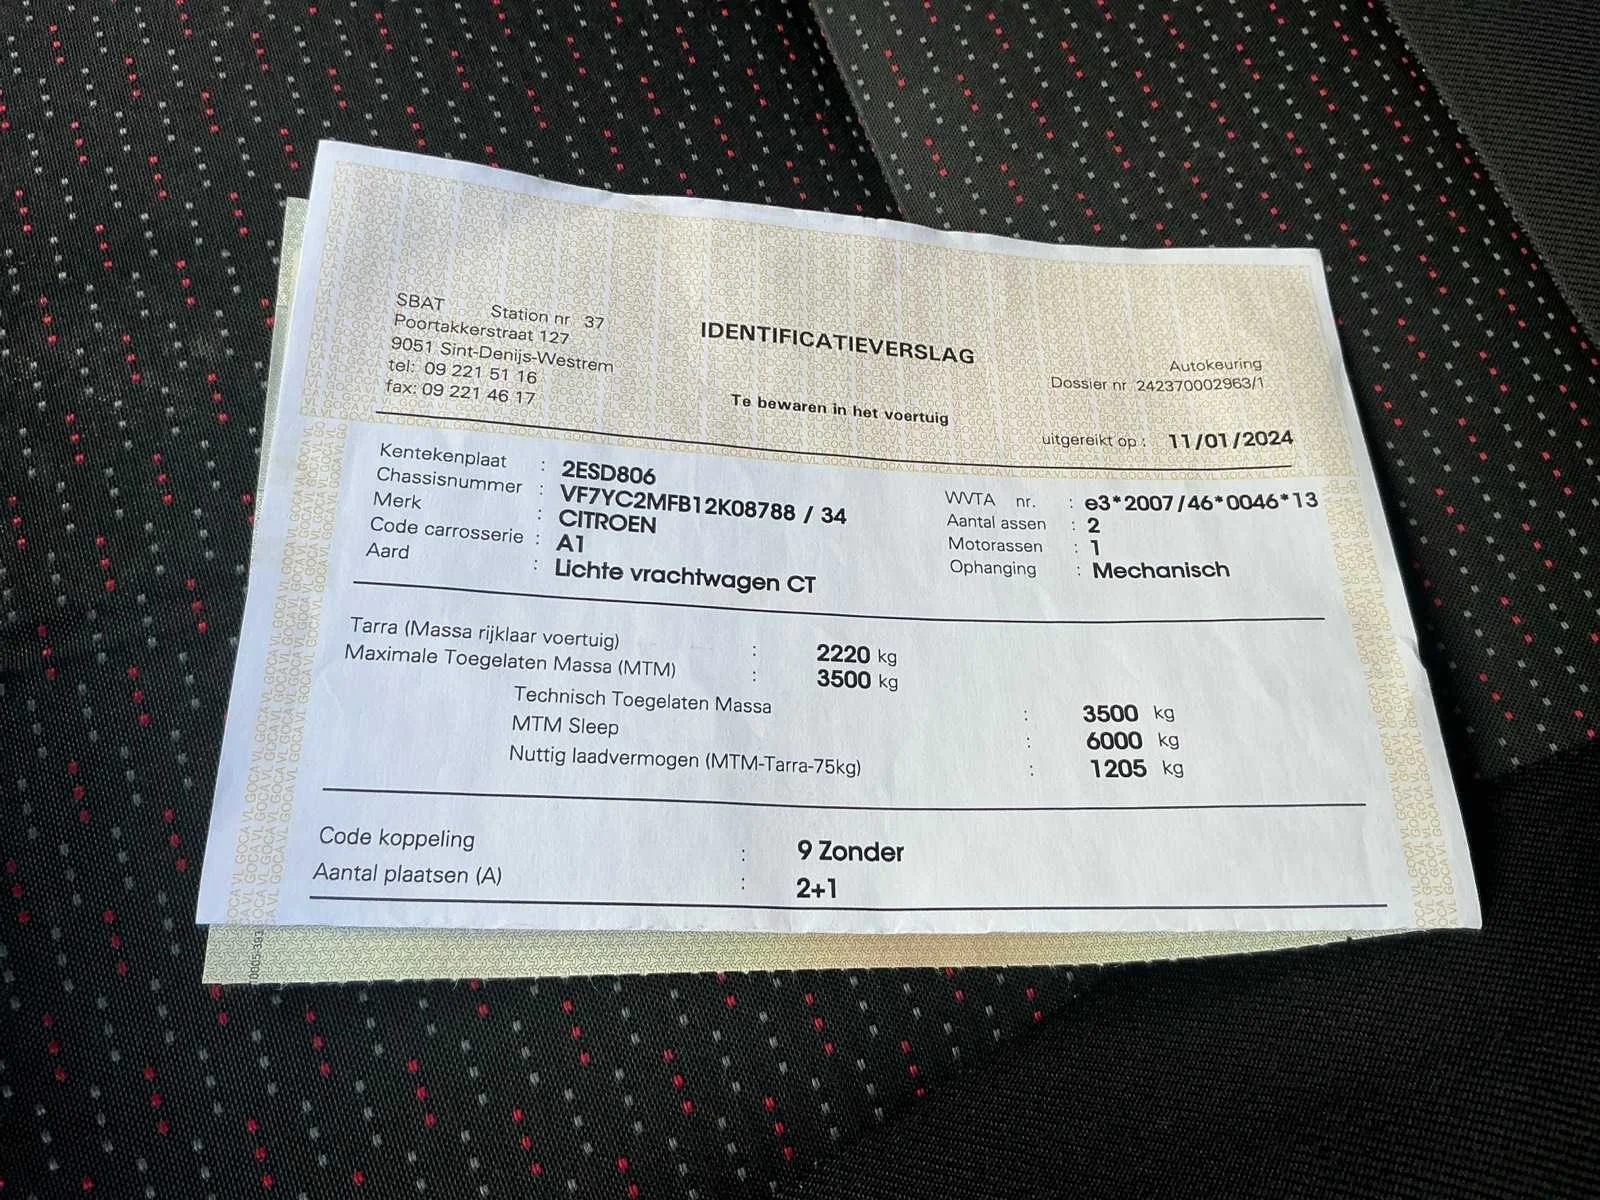 SBAT Station nr 37
Poortakkerstraat 127
9051 Sint-Denijs-Westrem
tel: 09 221 51 16
fax: 09 221 46 17
IDENTIFICATIEVERSLAG
Te bewaren in het voertuig
Autokeuring
Dossier nr 242370002963/1
uitgereikt op : 11/01/2024
Kentekenplaat : 2ESD806
Chassisnummer : VF7YC2MFB12K08788 / 34
Merk : CITROEN
Code carrosserie : A1
Aard : Lichte vrachtwagen CT
WVTA nr. : e3*2007/46*0046*13
Aantal assen : 2
Motorassen : 1
Ophanging : Mechanisch
Tarra (Massa rijklaar voertuig) : 2220 kg
Maximale Toegelaten Massa (MTM) : 3500 kg
Technisch Toegelaten Massa : 3500 kg
MTM Sleep : 6000 kg
Nuttig laadvermogen (MTM-Tarra-75kg) : 1205 kg
Code koppeling : 9 Zonder
Aantal plaatsen (A) : 2+1